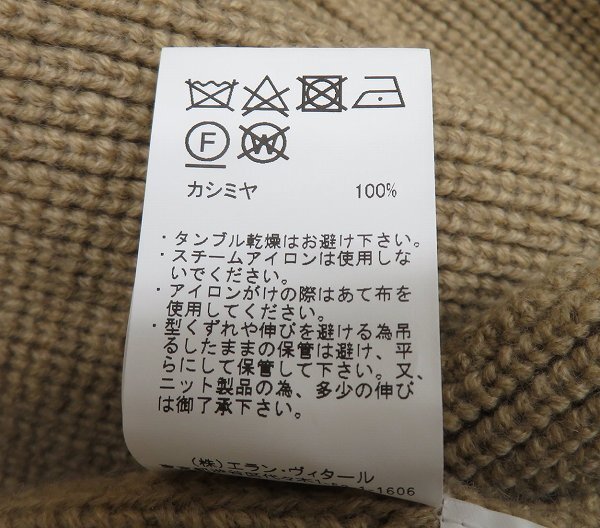 F W
カシミヤ 100%
・タンブル乾燥はお避け下さい。
・スチームアイロンは使用しな
いでください。
・アイロンがけの際はあて布を
使用してください。
・型くずれや伸びを避ける為吊
るしたままの保管は避け、平
らにして保管して下さい。又、
ニット製品の為、多少の伸び
は御了承下さい。
(株)エラン・ヴィタール
1606